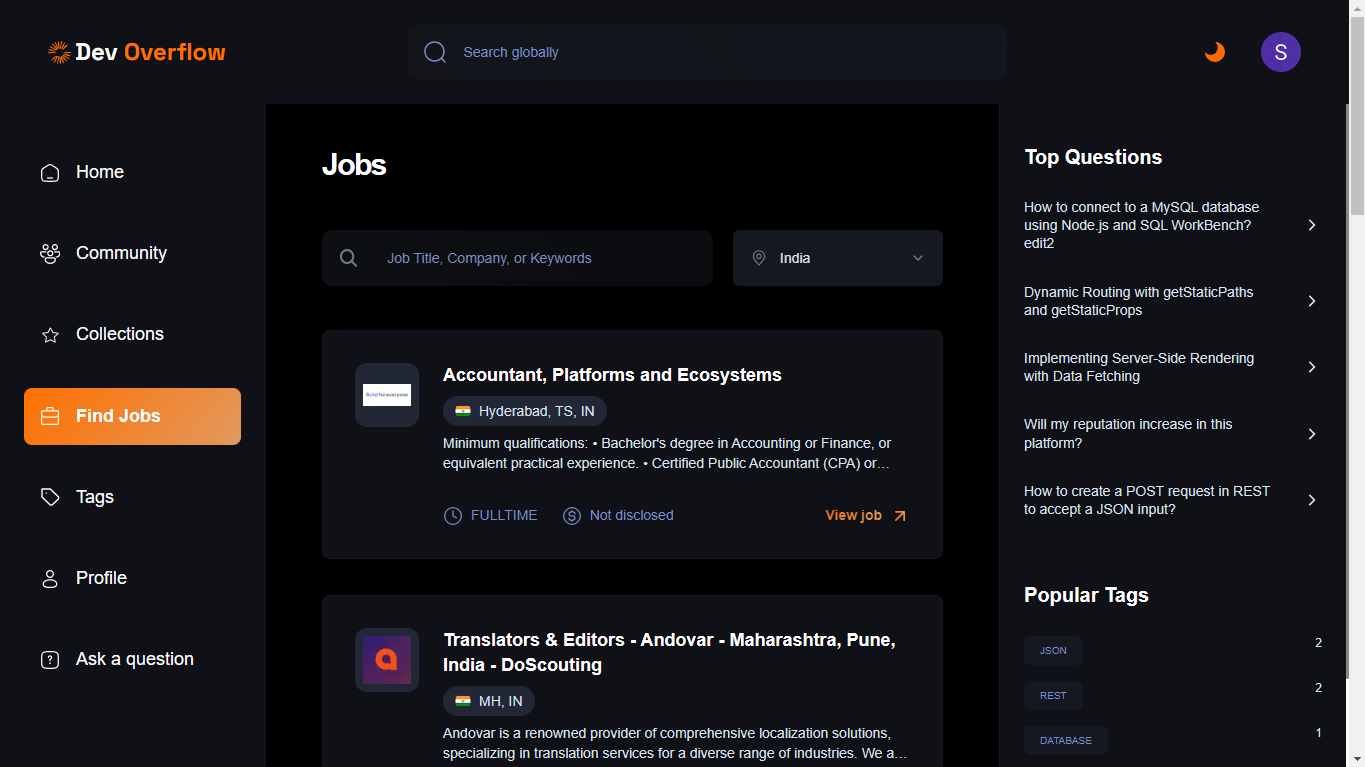 Dev Overflow
Search globally
S
Home
Community
Collections
Find Jobs
Tags
Profile
Ask a question
Jobs
Job Title, Company, or Keywords
India
Build for everyone
Accountant, Platforms and Ecosystems
Hyderabad, TS, IN
Minimum qualifications: • Bachelor's degree in Accounting or Finance, or
equivalent practical experience. • Certified Public Accountant (CPA) or…
FULLTIME
Not disclosed
View job
Translators & Editors - Andovar - Maharashtra, Pune,
India - DoScouting
MH, IN
Andovar is a renowned provider of comprehensive localization solutions,
specializing in translation services for a diverse range of industries. We a…
Top Questions
How to connect to a MySQL database
using Node.js and SQL WorkBench?
edit2
Dynamic Routing with getStaticPaths
and getStaticProps
Implementing Server-Side Rendering
with Data Fetching
Will my reputation increase in this
platform?
How to create a POST request in REST
to accept a JSON input?
Popular Tags
JSON 2
REST 2
DATABASE 1